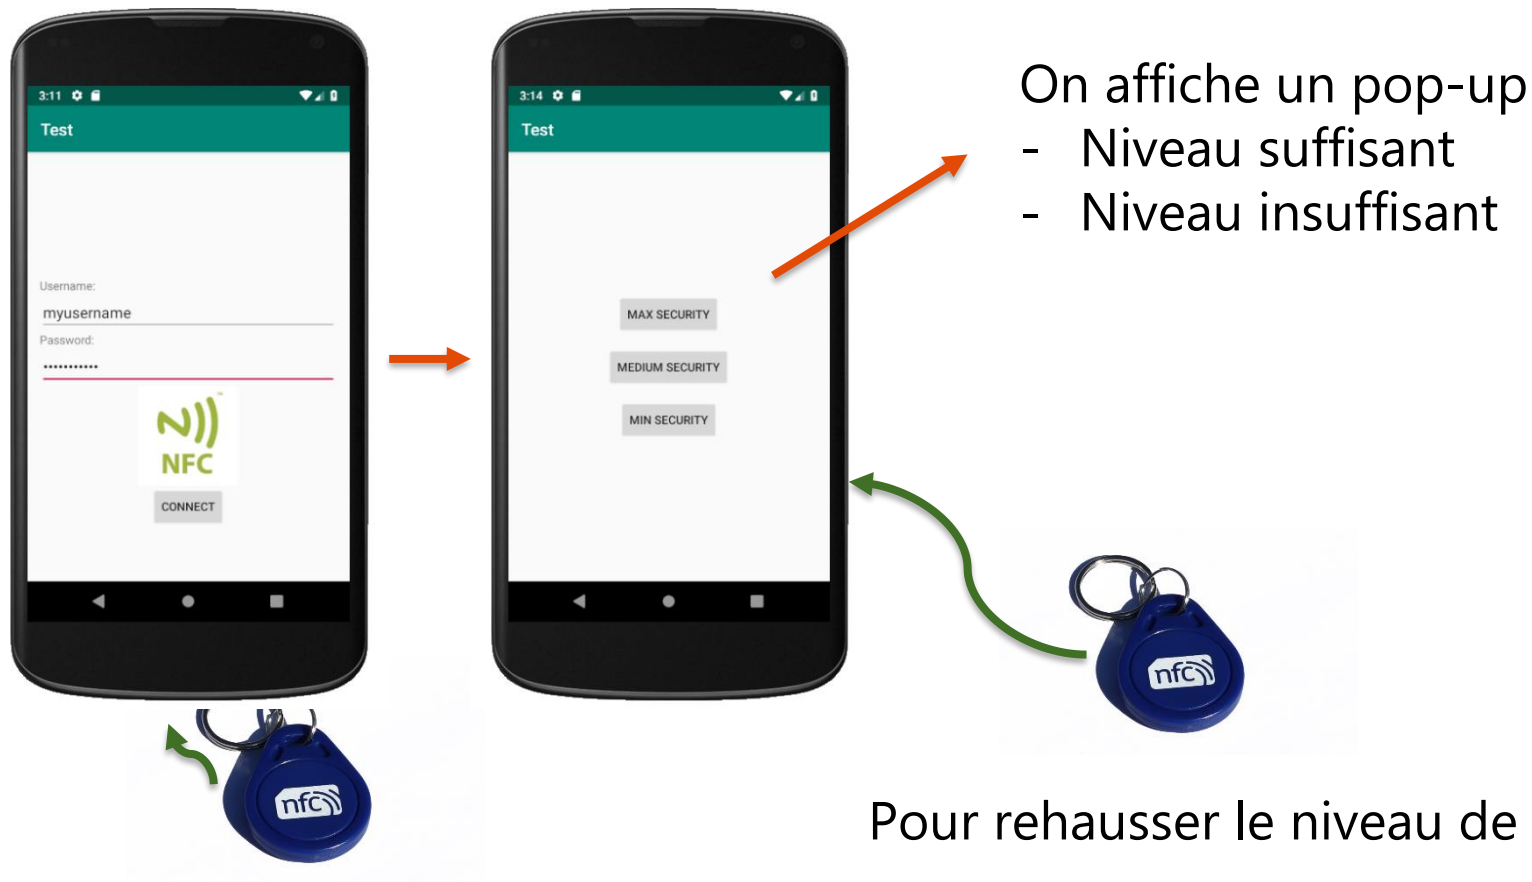 3:11
Test
Username:
myusername
Password:
•••••••••••
NFC
CONNECT
3:14
Test
MAX SECURITY
MEDIUM SECURITY
MIN SECURITY
On affiche un pop-up
- Niveau suffisant
- Niveau insuffisant
nfc
nfc
Pour rehausser le niveau de